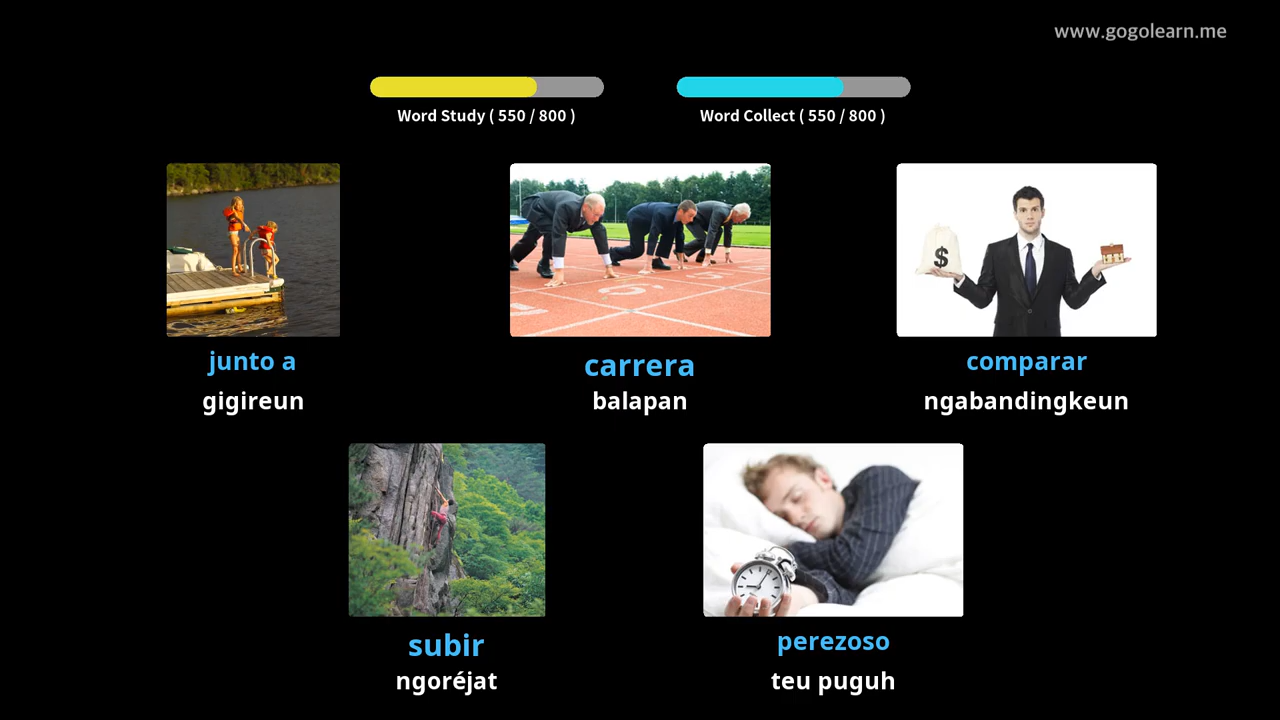 www.gogolearn.me
Word Study ( 550 / 800 )
Word Collect ( 550 / 800 )
junto a
gigireun
carrera
balapan
comparar
ngabandingkeun
subir
ngoréjat
perezoso
teu puguh